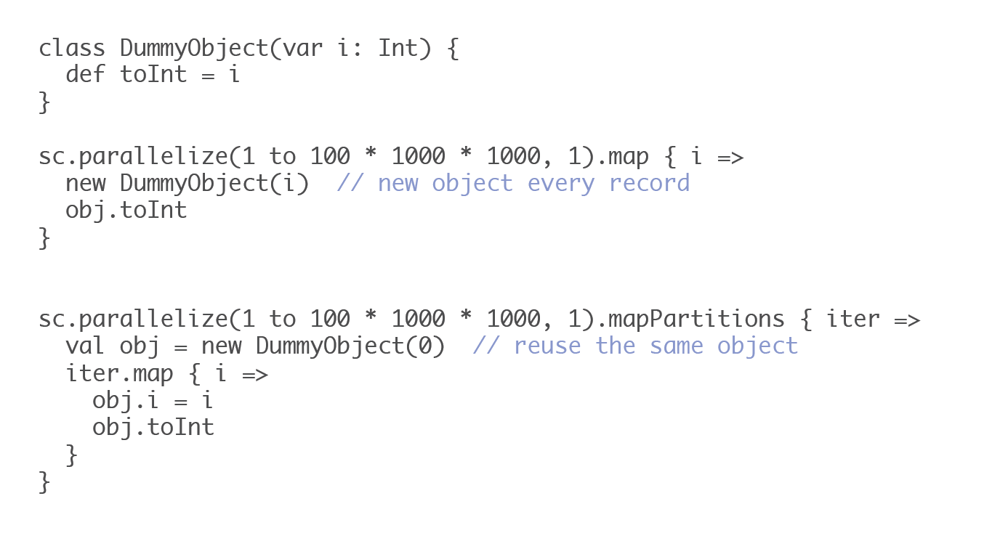 class DummyObject(var i: Int) {
  def toInt = i
}
sc.parallelize(1 to 100 * 1000 * 1000, 1).map { i =>
  new DummyObject(i)  // new object every record
  obj.toInt
}
sc.parallelize(1 to 100 * 1000 * 1000, 1).mapPartitions { iter =>
  val obj = new DummyObject(0)  // reuse the same object
  iter.map { i =>
    obj.i = i
    obj.toInt
  }
}